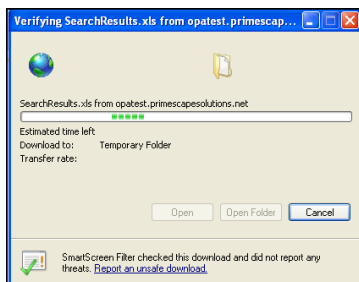 Verifying SearchResults.xls from opatest.primescap...
SearchResults.xls from opatest.primescapesolutions.net
Estimated time left
Download to: Temporary Folder
Transfer rate:
Open Open Folder Cancel
SmartScreen Filter checked this download and did not report any
threats. Report an unsafe download.